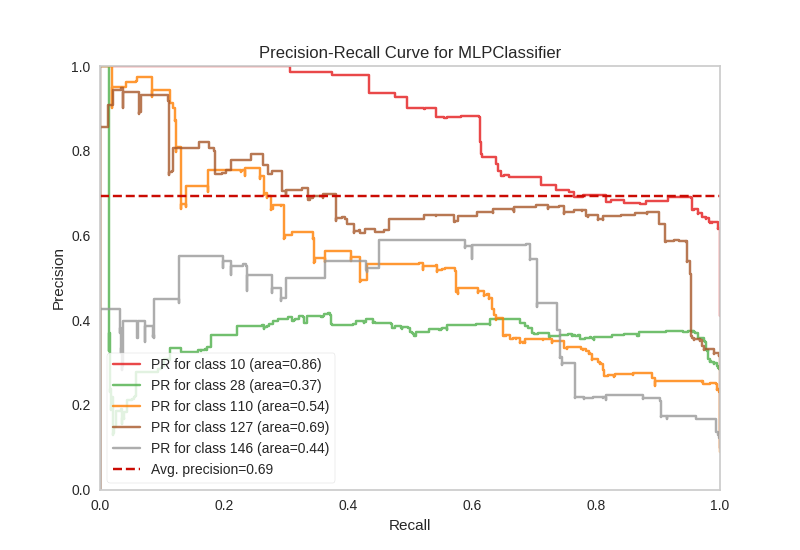 Precision-Recall Curve for MLPClassifier
1.0
0.8
0.6
0.4
0.2
0.0
Precision
PR for class 10 (area=0.86)
PR for class 28 (area=0.37)
PR for class 110 (area=0.54)
PR for class 127 (area=0.69)
PR for class 146 (area=0.44)
Avg. precision=0.69
0.0 0.2 0.4 0.6 0.8 1.0
Recall